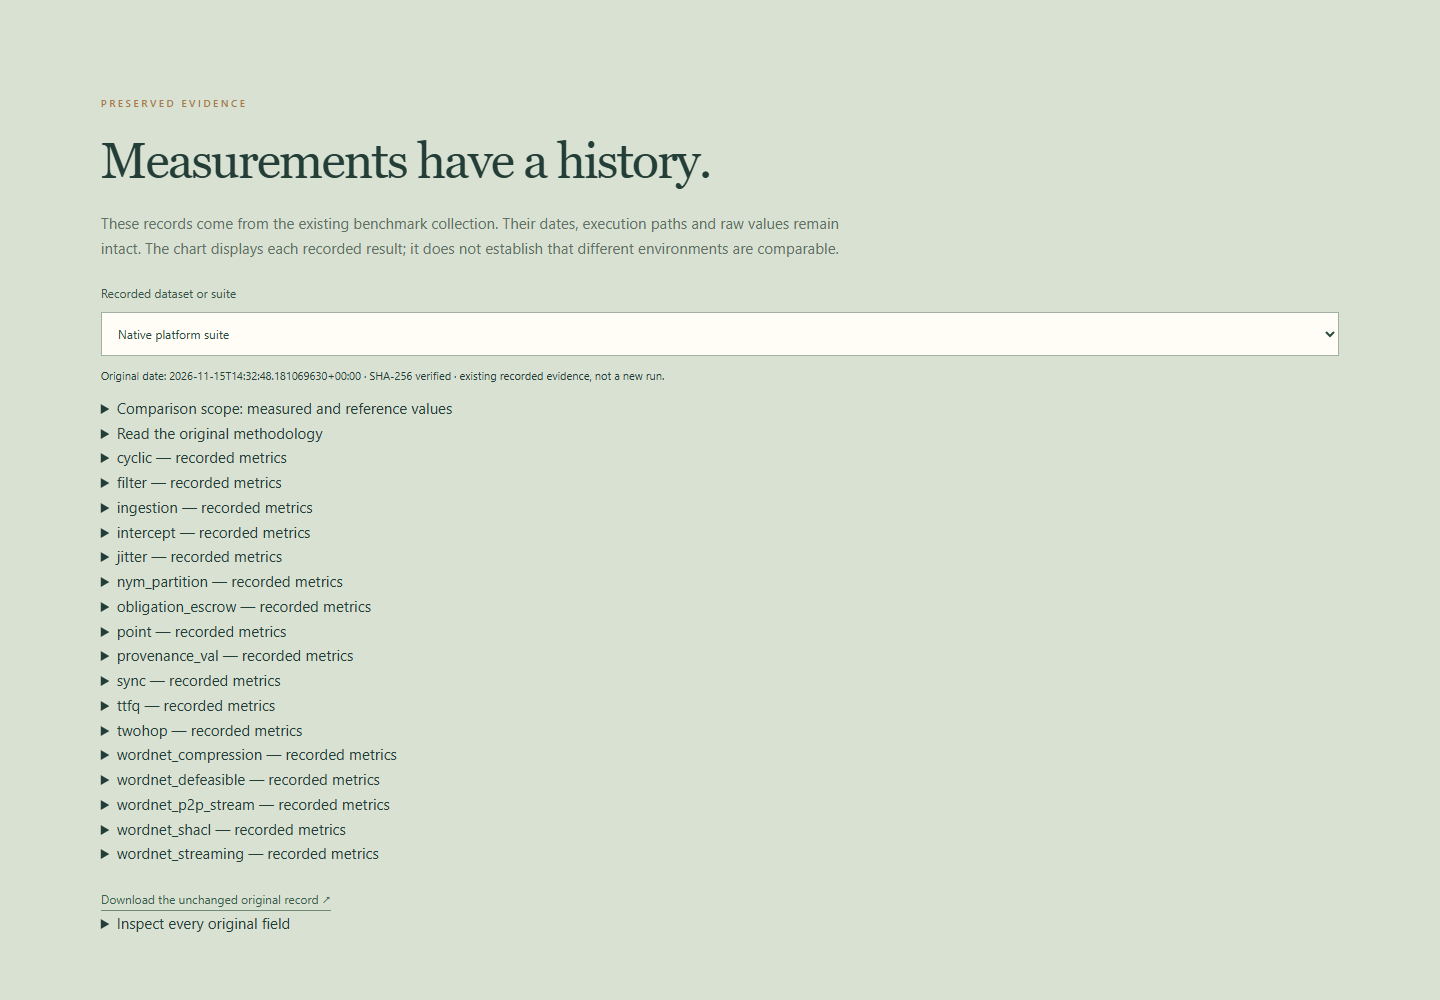 PRESERVED EVIDENCE
Measurements have a history.
These records come from the existing benchmark collection. Their dates, execution paths and raw values remain
intact. The chart displays each recorded result; it does not establish that different environments are comparable.
Recorded dataset or suite
Native platform suite
Original date: 2026-11-15T14:32:48.181069630+00:00 · SHA-256 verified · existing recorded evidence, not a new run.
Comparison scope: measured and reference values
Read the original methodology
cyclic — recorded metrics
filter — recorded metrics
ingestion — recorded metrics
intercept — recorded metrics
jitter — recorded metrics
nym_partition — recorded metrics
obligation_escrow — recorded metrics
point — recorded metrics
provenance_val — recorded metrics
sync — recorded metrics
ttfq — recorded metrics
twohop — recorded metrics
wordnet_compression — recorded metrics
wordnet_defeasible — recorded metrics
wordnet_p2p_stream — recorded metrics
wordnet_shacl — recorded metrics
wordnet_streaming — recorded metrics
Download the unchanged original record ↗
Inspect every original field